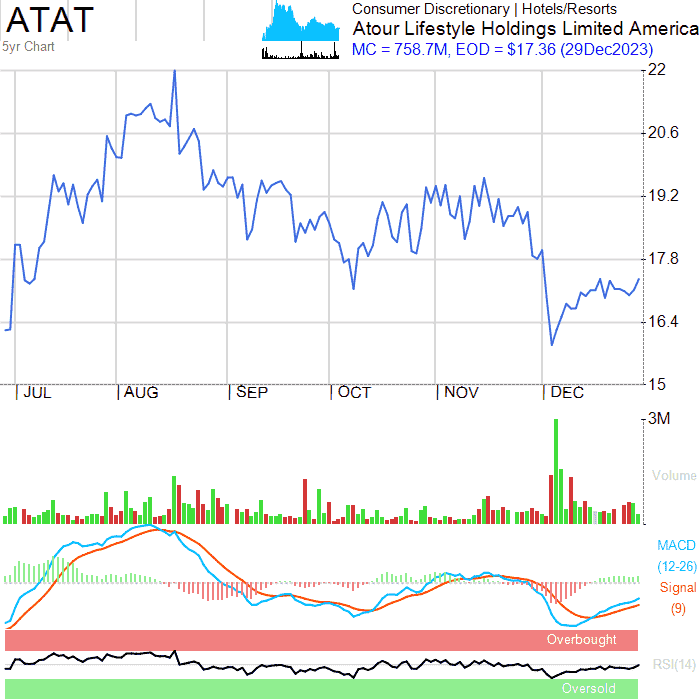 ATAT
5yr Chart
Consumer Discretionary | Hotels/Resorts
Atour Lifestyle Holdings Limited America
MC = 758.7M, EOD = $17.36 (29Dec2023)
22
20.6
19.2
17.8
16.4
15
JUL
AUG
SEP
OCT
NOV
DEC
3M
Volume
MACD
(12-26)
Signal
(9)
Overbought
RSI(14)
Oversold